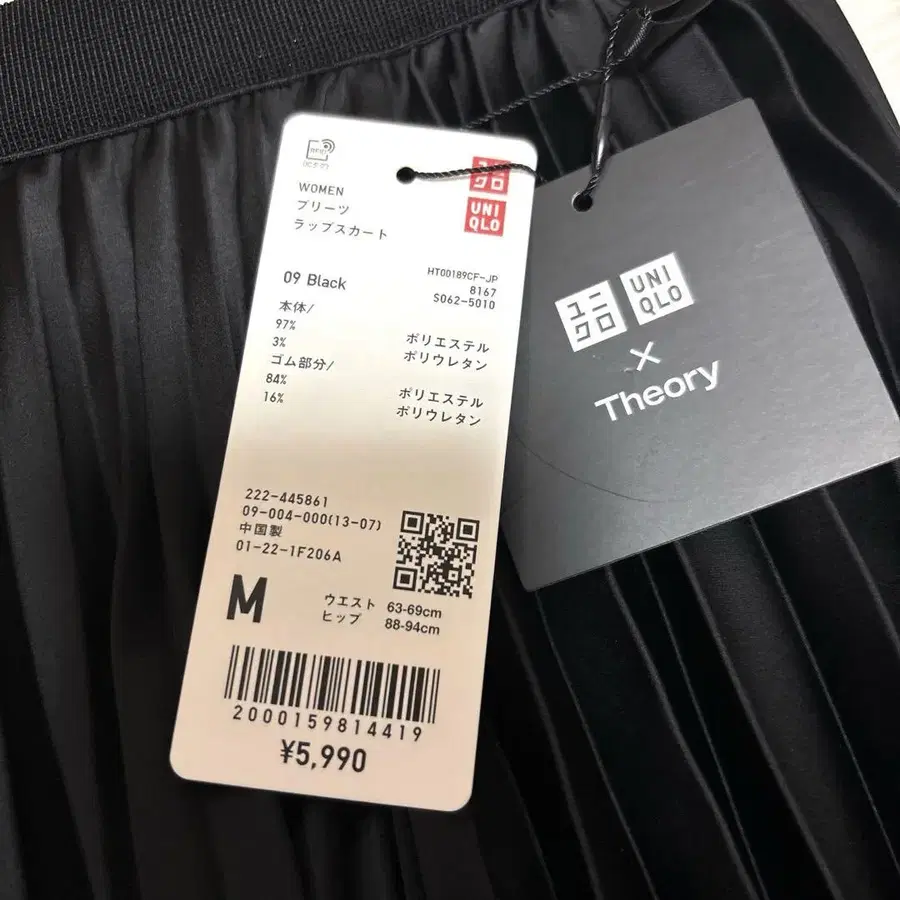 RFID
WOMEN
プリーツ
ラップスカート
ユニ
クロ
UNI
QLO
09 Black
HT00189CF-JP
8167
S062-5010
本体/
97% ポリエステル
3% ポリウレタン
ゴム部分/
84% ポリエステル
16% ポリウレタン
222-445861
09-004-000(13-07)
中国製
01-22-1F206A
M
ウエスト 63-69cm
ヒップ 88-94cm
2000159814419
¥5,990
ユニ
クロ
UNI
QLO
×
Theory